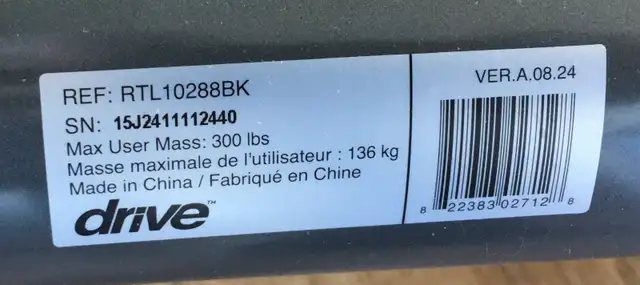 REF: RTL10288BK
SN: 15J2411112440
Max User Mass: 300 lbs
Masse maximale de l'utilisateur : 136 kg
Made in China / Fabriqué en Chine
drive™
VER.A.08.24
8 22383 02712 8